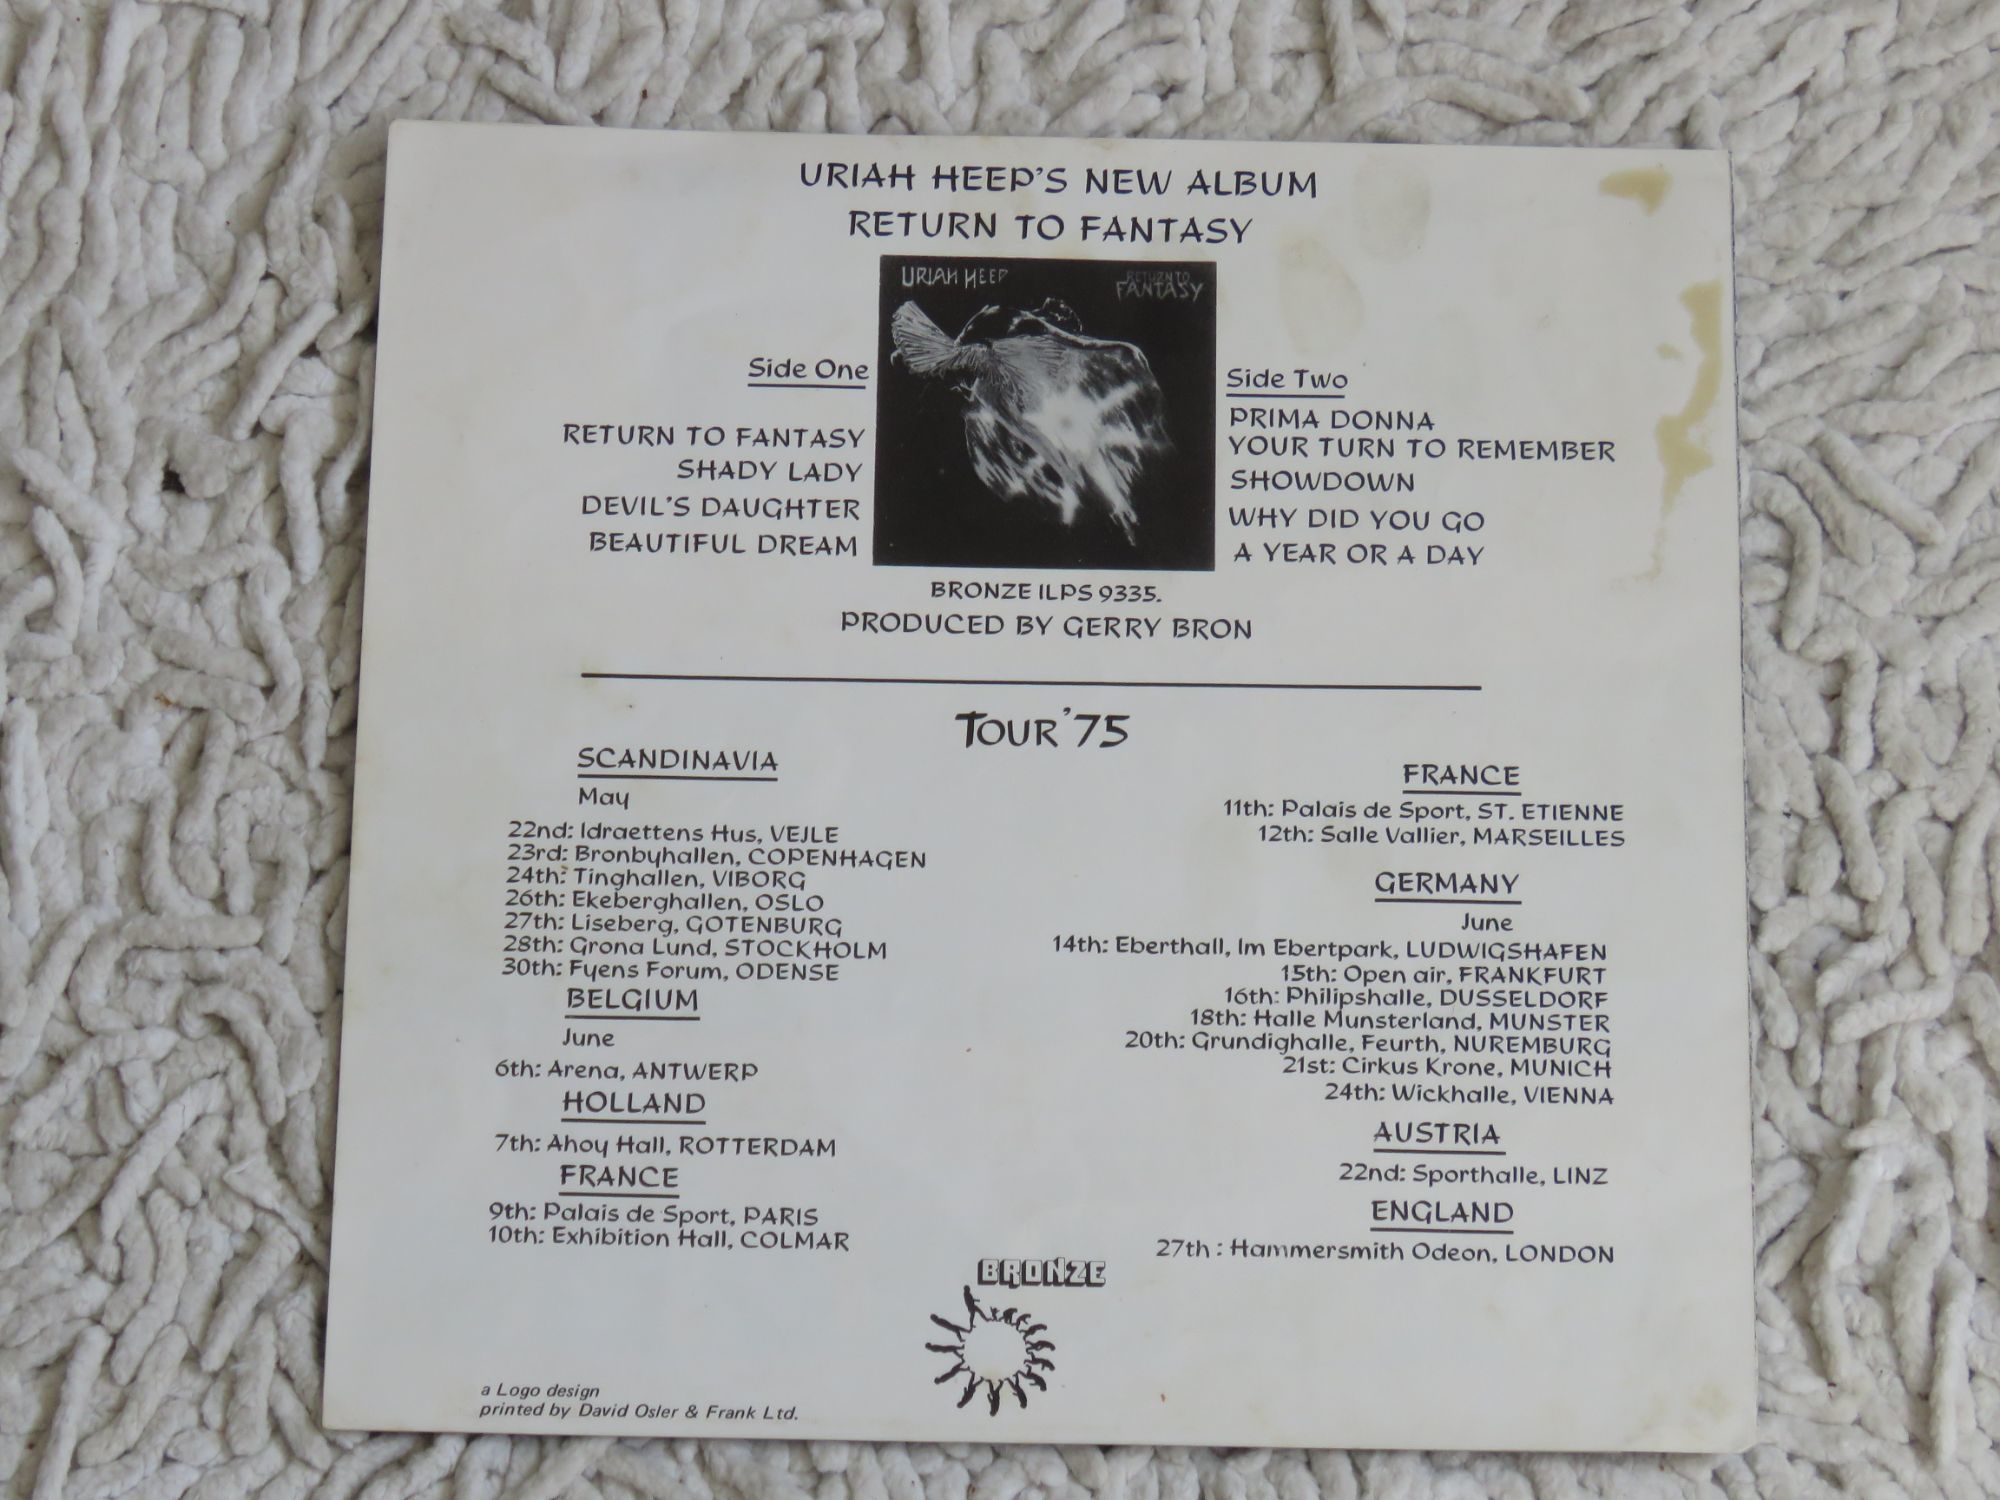 URIAH HEEP'S NEW ALBUM
RETURN TO FANTASY
URIAH HEEP
RETURN TO
FANTASY
Side One
RETURN TO FANTASY
SHADY LADY
DEVIL'S DAUGHTER
BEAUTIFUL DREAM
Side Two
PRIMA DONNA
YOUR TURN TO REMEMBER
SHOWDOWN
WHY DID YOU GO
A YEAR OR A DAY
BRONZE ILPS 9335.
PRODUCED BY GERRY BRON
TOUR '75
SCANDINAVIA
May
22nd: Idraettens Hus, VEJLE
23rd: Bronbyhallen, COPENHAGEN
24th: Tinghallen, VIBORG
26th: Ekeberghallen, OSLO
27th: Liseberg, GOTENBURG
28th: Grona Lund, STOCKHOLM
30th: Fyens Forum, ODENSE
BELGIUM
June
6th: Arena, ANTWERP
HOLLAND
7th: Ahoy Hall, ROTTERDAM
FRANCE
9th: Palais de Sport, PARIS
10th: Exhibition Hall, COLMAR
FRANCE
11th: Palais de Sport, ST. ETIENNE
12th: Salle Vallier, MARSEILLES
GERMANY
June
14th: Eberthall, Im Ebertpark, LUDWIGSHAFEN
15th: Open air, FRANKFURT
16th: Philipshalle, DUSSELDORF
18th: Halle Munsterland, MUNSTER
20th: Grundighalle, Feurth, NUREMBURG
21st: Cirkus Krone, MUNICH
24th: Wickhalle, VIENNA
AUSTRIA
22nd: Sporthalle, LINZ
ENGLAND
27th : Hammersmith Odeon, LONDON
BRONZE
a Logo design
printed by David Osler & Frank Ltd.